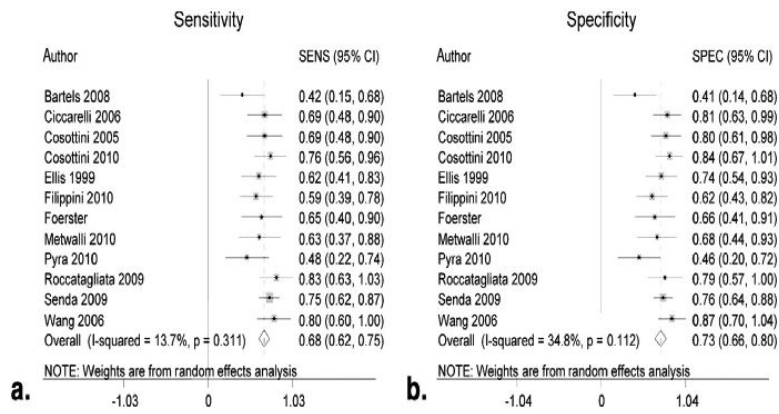 Sensitivity
Author SENS (95% CI)
Bartels 2008 0.42 (0.15, 0.68)
Ciccarelli 2006 0.69 (0.48, 0.90)
Cosottini 2005 0.69 (0.48, 0.90)
Cosottini 2010 0.76 (0.56, 0.96)
Ellis 1999 0.62 (0.41, 0.83)
Filippini 2010 0.59 (0.39, 0.78)
Foerster 0.65 (0.40, 0.90)
Metwalli 2010 0.63 (0.37, 0.88)
Pyra 2010 0.48 (0.22, 0.74)
Roccatagliata 2009 0.83 (0.63, 1.03)
Senda 2009 0.75 (0.62, 0.87)
Wang 2006 0.80 (0.60, 1.00)
Overall (I-squared = 13.7%, p = 0.311) 0.68 (0.62, 0.75)
NOTE: Weights are from random effects analysis
a.
-1.03 0 1.03
Specificity
Author SPEC (95% CI)
Bartels 2008 0.41 (0.14, 0.68)
Ciccarelli 2006 0.81 (0.63, 0.99)
Cosottini 2005 0.80 (0.61, 0.98)
Cosottini 2010 0.84 (0.67, 1.01)
Ellis 1999 0.74 (0.54, 0.93)
Filippini 2010 0.62 (0.43, 0.82)
Foerster 0.66 (0.41, 0.91)
Metwalli 2010 0.68 (0.44, 0.93)
Pyra 2010 0.46 (0.20, 0.72)
Roccatagliata 2009 0.79 (0.57, 1.00)
Senda 2009 0.76 (0.64, 0.88)
Wang 2006 0.87 (0.70, 1.04)
Overall (I-squared = 34.8%, p = 0.112) 0.73 (0.66, 0.80)
NOTE: Weights are from random effects analysis
b.
-1.04 0 1.04